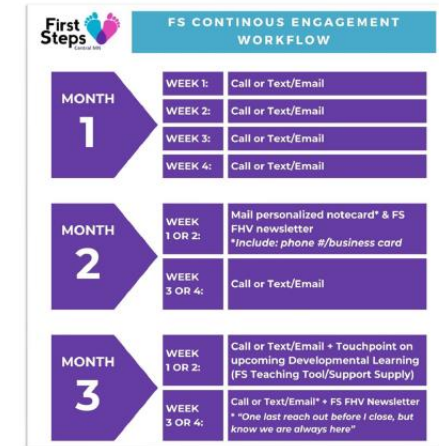 First
Steps
Central MN
FS CONTINOUS ENGAGEMENT
WORKFLOW
MONTH
1
WEEK 1:
Call or Text/Email
WEEK 2:
Call or Text/Email
WEEK 3:
Call or Text/Email
WEEK 4:
Call or Text/Email
MONTH
2
WEEK
1 OR 2:
Mail personalized notecard* & FS
FHV newsletter
*Include: phone #/business card
WEEK
3 OR 4:
Call or Text/Email
MONTH
3
WEEK
1 OR 2:
Call or Text/Email + Touchpoint on
upcoming Developmental Learning
(FS Teaching Tool/Support Supply)
WEEK
3 OR 4:
Call or Text/Email* + FS FHV Newsletter
* "One last reach out before I close, but
know we are always here"